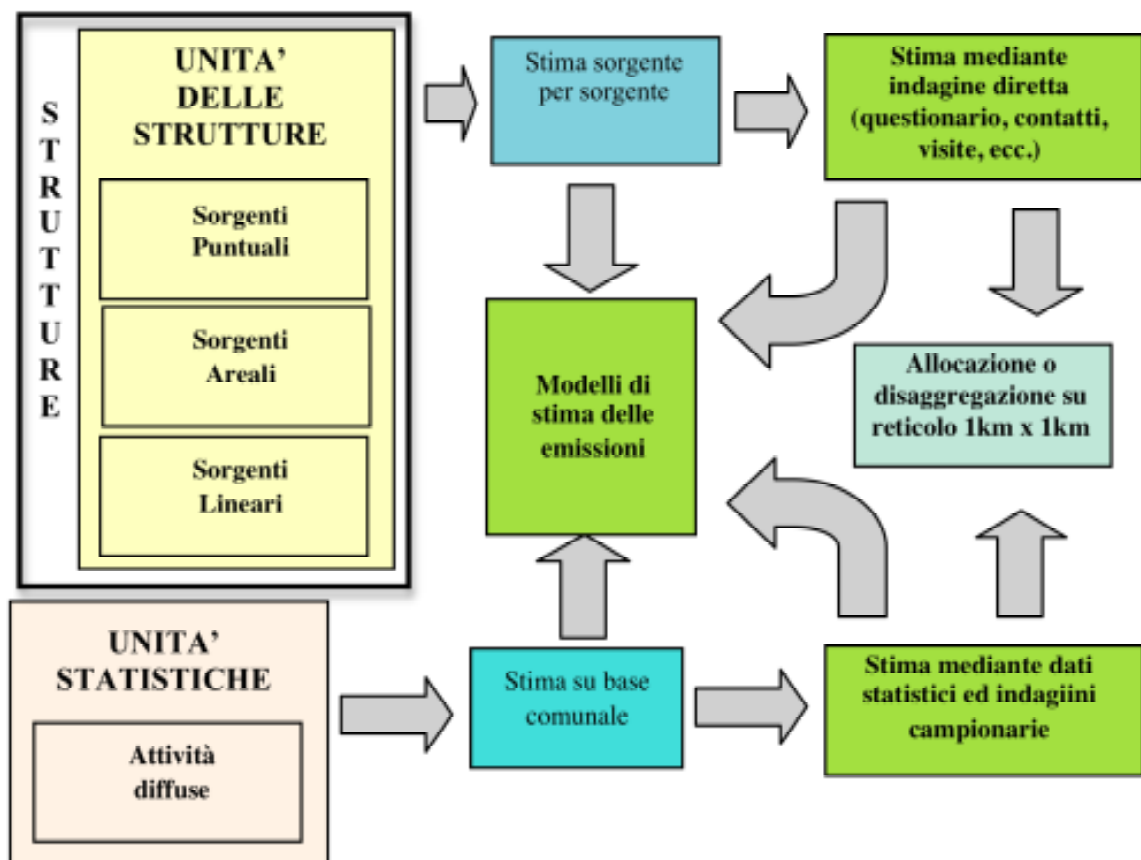 STRUTTURE
UNITA'
DELLE
STRUTTURE
Sorgenti
Puntuali
Sorgenti
Areali
Sorgenti
Lineari
Stima sorgente
per sorgente
Stima mediante
indagine diretta
(questionario, contatti,
visite, ecc.)
Modelli di
stima delle
emissioni
Allocazione o
disaggregazione su
reticolo 1km x 1km
UNITA'
STATISTICHE
Attività
diffuse
Stima su base
comunale
Stima mediante dati
statistici ed indagiini
campionarie